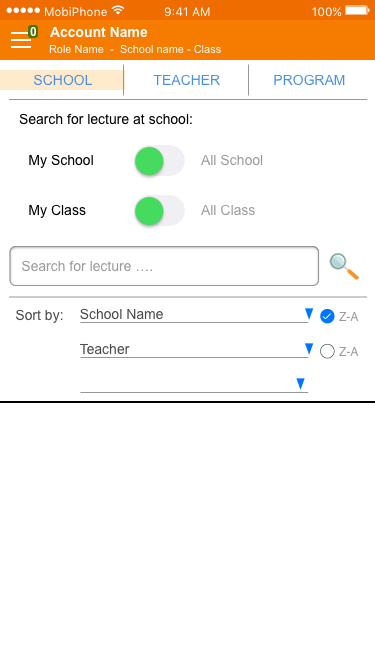 MobiPhone 9:41 AM 100%
0 Account Name
Role Name - School name - Class
SCHOOL TEACHER PROGRAM
Search for lecture at school:
My School All School
My Class All Class
Search for lecture ....
Sort by: School Name Z-A
Teacher Z-A